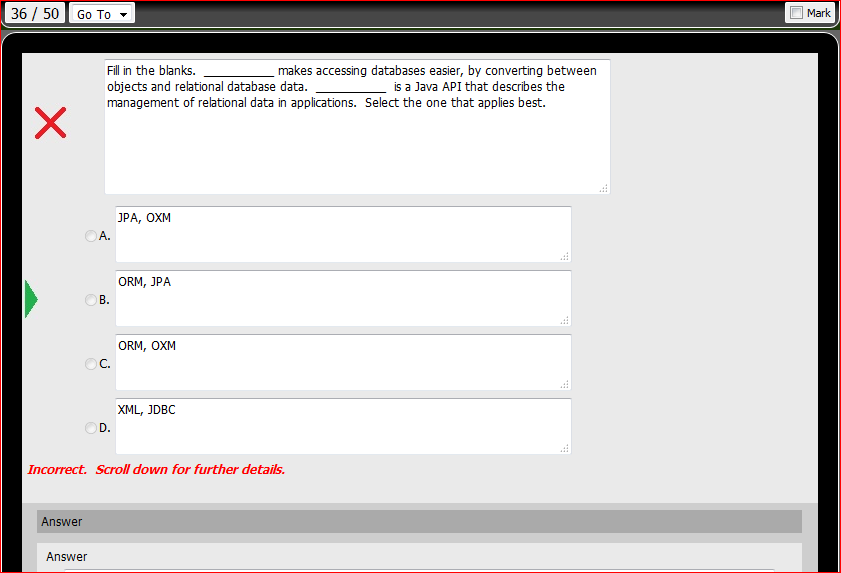 36 / 50 Go To Mark
Fill in the blanks. ___________ makes accessing databases easier, by converting between
objects and relational database data. ___________ is a Java API that describes the
management of relational data in applications. Select the one that applies best.
A. JPA, OXM
B. ORM, JPA
C. ORM, OXM
D. XML, JDBC
Incorrect. Scroll down for further details.
Answer
Answer